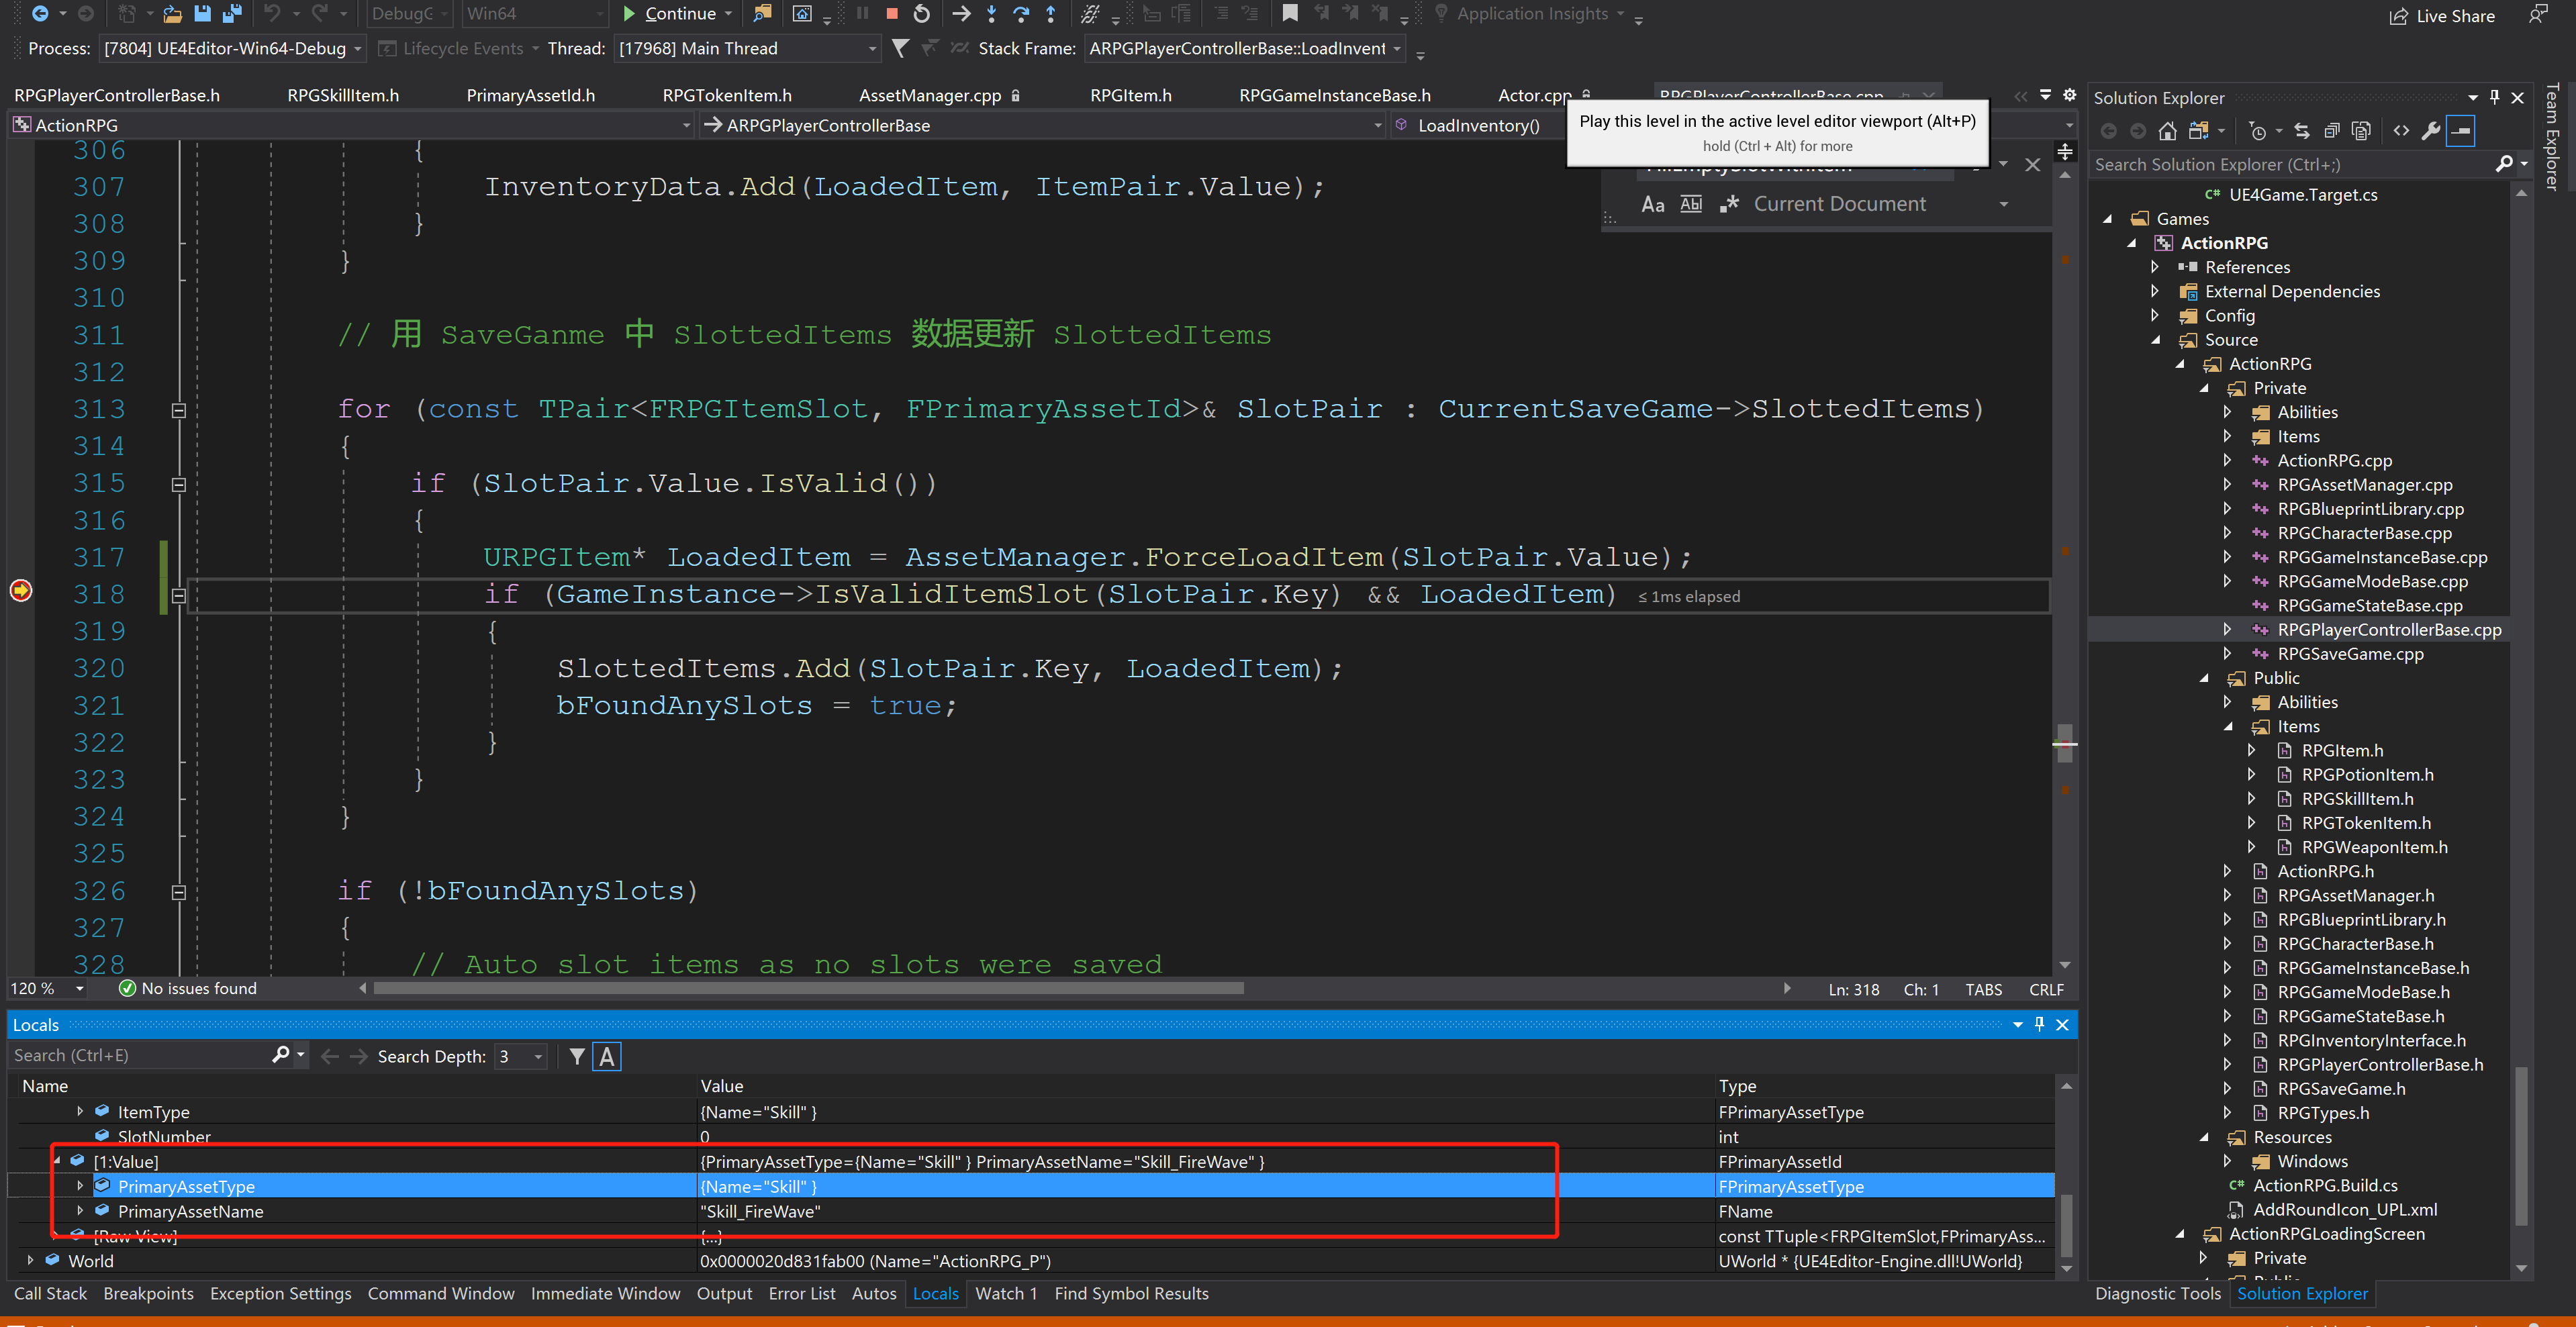 DebugG Win64 Continue Application Insights Live Share
Process: [7804] UE4Editor-Win64-Debug Lifecycle Events Thread: [17968] Main Thread Stack Frame: ARPGPlayerControllerBase::LoadInvent
RPGPlayerControllerBase.h RPGSkillItem.h PrimaryAssetId.h RPGTokenItem.h AssetManager.cpp RPGItem.h RPGGameInstanceBase.h Actor.cpp RPGPlayerControllerBase.cpp
ActionRPG ARPGPlayerControllerBase LoadInventory()
Play this level in the active level editor viewport (Alt+P)
hold (Ctrl + Alt) for more
Aa Abl .* Current Document
306 {
307 InventoryData.Add(LoadedItem, ItemPair.Value);
308 }
309 }
310
311 // 用 SaveGanme 中 SlottedItems 数据更新 SlottedItems
312
313 for (const TPair<FRPGItemSlot, FPrimaryAssetId>& SlotPair : CurrentSaveGame->SlottedItems)
314 {
315 if (SlotPair.Value.IsValid())
316 {
317 URPGItem* LoadedItem = AssetManager.ForceLoadItem(SlotPair.Value);
318 if (GameInstance->IsValidItemSlot(SlotPair.Key) && LoadedItem) ≤ 1ms elapsed
319 {
320 SlottedItems.Add(SlotPair.Key, LoadedItem);
321 bFoundAnySlots = true;
322 }
323 }
324 }
325
326 if (!bFoundAnySlots)
327 {
328 // Auto slot items as no slots were saved
120 % No issues found Ln: 318 Ch: 1 TABS CRLF
Locals
Search (Ctrl+E) Search Depth: 3 A
Name Value Type
ItemType {Name="Skill" } FPrimaryAssetType
SlotNumber 0 int
[1:Value] {PrimaryAssetType={Name="Skill" } PrimaryAssetName="Skill_FireWave" } FPrimaryAssetId
PrimaryAssetType {Name="Skill" } FPrimaryAssetType
PrimaryAssetName "Skill_FireWave" FName
[Raw View] {...} const TTuple<FRPGItemSlot,FPrimaryAss...
World 0x0000020d831fab00 (Name="ActionRPG_P") UWorld * {UE4Editor-Engine.dll!UWorld}
Call Stack Breakpoints Exception Settings Command Window Immediate Window Output Error List Autos Locals Watch 1 Find Symbol Results
Solution Explorer
Search Solution Explorer (Ctrl+;)
C# UE4Game.Target.cs
Games
ActionRPG
References
External Dependencies
Config
Source
ActionRPG
Private
Abilities
Items
ActionRPG.cpp
RPGAssetManager.cpp
RPGBlueprintLibrary.cpp
RPGCharacterBase.cpp
RPGGameInstanceBase.cpp
RPGGameModeBase.cpp
RPGGameStateBase.cpp
RPGPlayerControllerBase.cpp
RPGSaveGame.cpp
Public
Abilities
Items
RPGItem.h
RPGPotionItem.h
RPGSkillItem.h
RPGTokenItem.h
RPGWeaponItem.h
ActionRPG.h
RPGAssetManager.h
RPGBlueprintLibrary.h
RPGCharacterBase.h
RPGGameInstanceBase.h
RPGGameModeBase.h
RPGGameStateBase.h
RPGInventoryInterface.h
RPGPlayerControllerBase.h
RPGSaveGame.h
RPGTypes.h
Resources
Windows
C# ActionRPG.Build.cs
AddRoundIcon_UPL.xml
ActionRPGLoadingScreen
Private
Diagnostic Tools Solution Explorer
Team Explorer